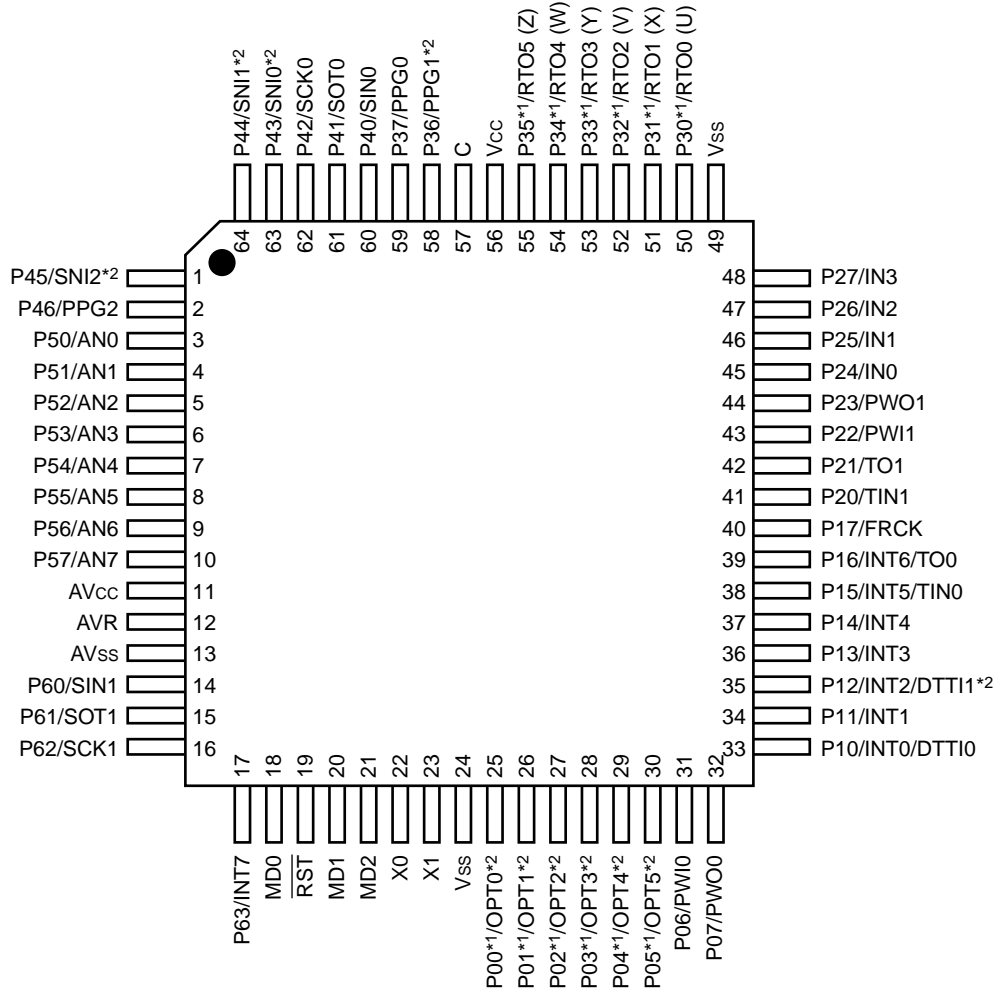 P44/SNI1*2
P43/SNI0*2
P42/SCK0
P41/SOT0
P40/SIN0
P37/PPG0
P36/PPG1*2
C
Vcc
P35*1/RTO5 (Z)
P34*1/RTO4 (W)
P33*1/RTO3 (Y)
P32*1/RTO2 (V)
P31*1/RTO1 (X)
P30*1/RTO0 (U)
Vss
64
63
62
61
60
59
58
57
56
55
54
53
52
51
50
49
P45/SNI2*2 1
P46/PPG2 2
P50/AN0 3
P51/AN1 4
P52/AN2 5
P53/AN3 6
P54/AN4 7
P55/AN5 8
P56/AN6 9
P57/AN7 10
AVcc 11
AVR 12
AVss 13
P60/SIN1 14
P61/SOT1 15
P62/SCK1 16
48 P27/IN3
47 P26/IN2
46 P25/IN1
45 P24/IN0
44 P23/PWO1
43 P22/PWI1
42 P21/TO1
41 P20/TIN1
40 P17/FRCK
39 P16/INT6/TO0
38 P15/INT5/TIN0
37 P14/INT4
36 P13/INT3
35 P12/INT2/DTTI1*2
34 P11/INT1
33 P10/INT0/DTTI0
17
18
19
20
21
22
23
24
25
26
27
28
29
30
31
32
P63/INT7
MD0
RST
MD1
MD2
X0
X1
Vss
P00*1/OPT0*2
P01*1/OPT1*2
P02*1/OPT2*2
P03*1/OPT3*2
P04*1/OPT4*2
P05*1/OPT5*2
P06/PWI0
P07/PWO0